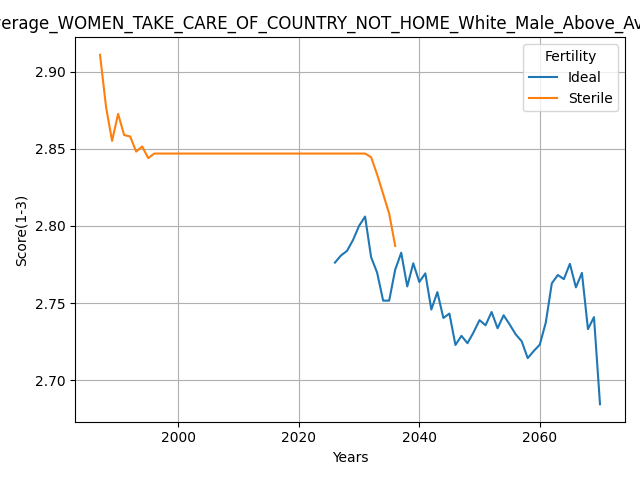 verage_WOMEN_TAKE_CARE_OF_COUNTRY_NOT_HOME_White_Male_Above_Av
Fertility
Ideal
Sterile
Score(1-3)
2.90
2.85
2.80
2.75
2.70
2000 2020 2040 2060
Years